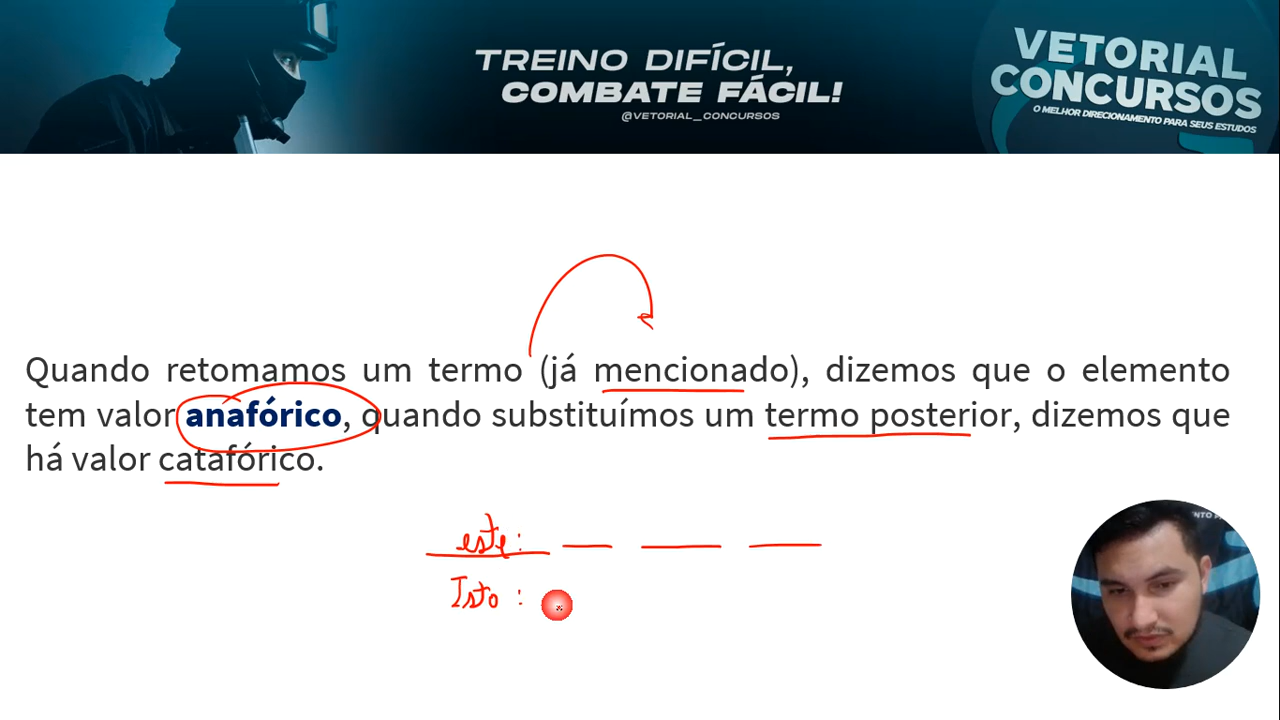 TREINO DIFÍCIL,
COMBATE FÁCIL!
@VETORIAL_CONCURSOS
VETORIAL
CONCURSOS
O MELHOR DIRECIONAMENTO PARA SEUS ESTUDOS
Quando retomamos um termo (já mencionado), dizemos que o elemento
tem valor anafórico, quando substituímos um termo posterior, dizemos que
há valor catafórico.
este:
Isto :